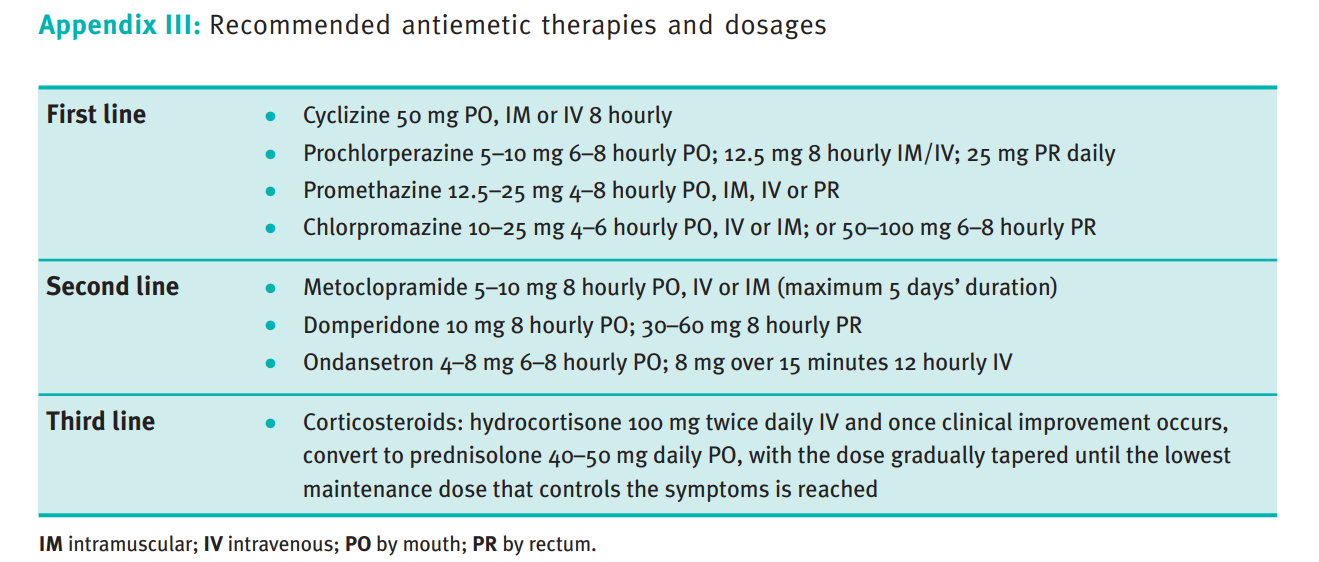 Appendix III: Recommended antiemetic therapies and dosages
First line
• Cyclizine 50 mg PO, IM or IV 8 hourly
• Prochlorperazine 5–10 mg 6–8 hourly PO; 12.5 mg 8 hourly IM/IV; 25 mg PR daily
• Promethazine 12.5–25 mg 4–8 hourly PO, IM, IV or PR
• Chlorpromazine 10–25 mg 4–6 hourly PO, IV or IM; or 50–100 mg 6–8 hourly PR
Second line
• Metoclopramide 5–10 mg 8 hourly PO, IV or IM (maximum 5 days’ duration)
• Domperidone 10 mg 8 hourly PO; 30–60 mg 8 hourly PR
• Ondansetron 4–8 mg 6–8 hourly PO; 8 mg over 15 minutes 12 hourly IV
Third line
• Corticosteroids: hydrocortisone 100 mg twice daily IV and once clinical improvement occurs,
convert to prednisolone 40–50 mg daily PO, with the dose gradually tapered until the lowest
maintenance dose that controls the symptoms is reached
IM intramuscular; IV intravenous; PO by mouth; PR by rectum.